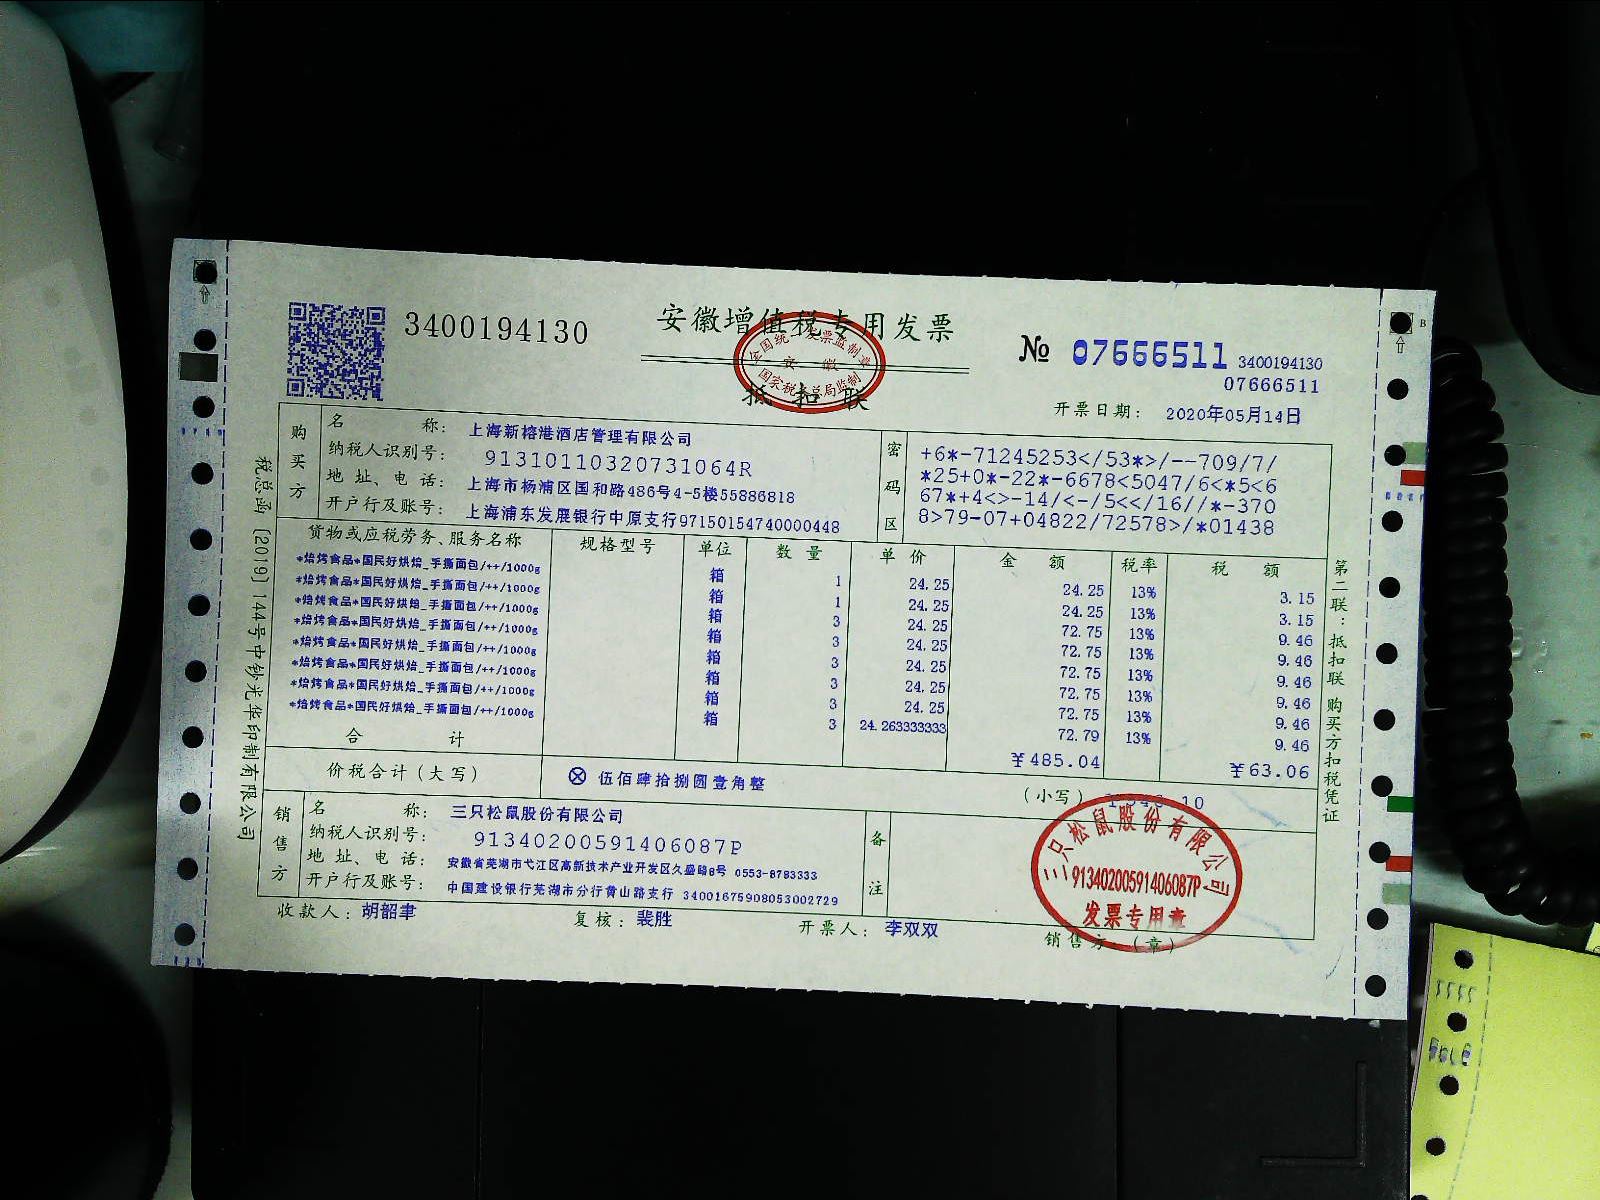 3400194130
安徽增值税专用发票
全国统一发票监制章
安徽
国家税务总局监制
抵扣联
№ 07666511 3400194130
07666511
开票日期: 2020年05月14日
购买方
名称: 上海新榕港酒店管理有限公司
纳税人识别号: 91310110320731064R
地址、电话: 上海市杨浦区国和路486号4-5楼55886818
开户行及账号: 上海浦东发展银行中原支行97150154740000448
密码区
+6*-71245253</53*>/--709/7/
*25+0*-22*-6678<5047/6<*5<6
67*+4<>-14/<-/5<</16//*-370
8>79-07+04822/72578>/*01438
货物或应税劳务、服务名称 规格型号 单位 数量 单价 金额 税率 税额
*焙烤食品*国民好烘焙_手撕面包/++/1000g 箱 1 24.25 24.25 13% 3.15
*焙烤食品*国民好烘焙_手撕面包/++/1000g 箱 1 24.25 24.25 13% 3.15
*焙烤食品*国民好烘焙_手撕面包/++/1000g 箱 3 24.25 72.75 13% 9.46
*焙烤食品*国民好烘焙_手撕面包/++/1000g 箱 3 24.25 72.75 13% 9.46
*焙烤食品*国民好烘焙_手撕面包/++/1000g 箱 3 24.25 72.75 13% 9.46
*焙烤食品*国民好烘焙_手撕面包/++/1000g 箱 3 24.25 72.75 13% 9.46
*焙烤食品*国民好烘焙_手撕面包/++/1000g 箱 3 24.25 72.75 13% 9.46
*焙烤食品*国民好烘焙_手撕面包/++/1000g 箱 3 24.263333333 72.79 13% 9.46
合计 ¥485.04 ¥63.06
价税合计(大写) ⊗ 伍佰肆拾捌圆壹角整 (小写)
销售方
名称: 三只松鼠股份有限公司
纳税人识别号: 91340200591406087P
地址、电话: 安徽省芜湖市弋江区高新技术产业开发区久盛路8号 0553-8783333
开户行及账号: 中国建设银行芜湖市分行黄山路支行 34001675908053002729
备注
三只松鼠股份有限公司
91340200591406087P
发票专用章
收款人: 胡韶聿 复核: 裴胜 开票人: 李双双 销售方:(章)
税总函〔2019〕144号中钞光华印制有限公司
第二联:抵扣联 购买方扣税凭证
B